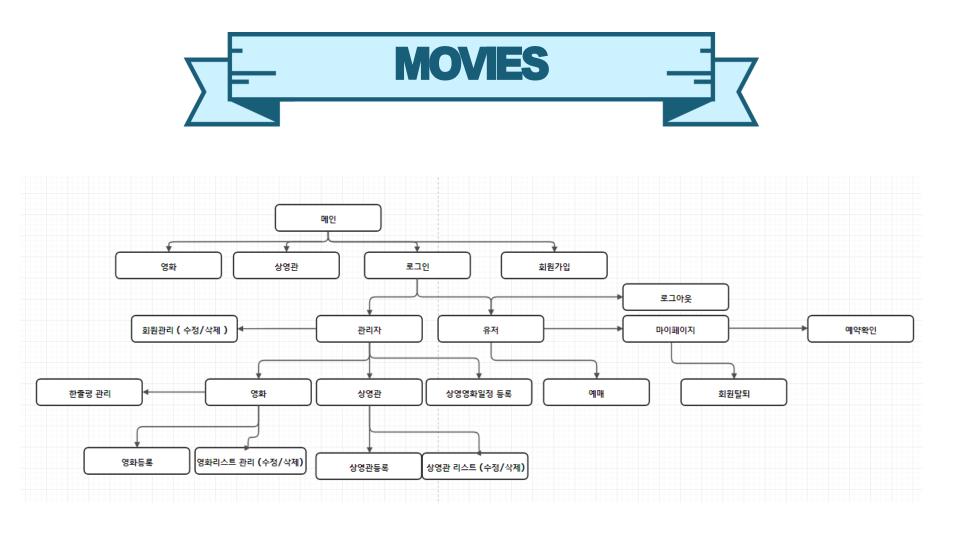 MOVIES
메인
영화
상영관
로그인
회원가입
로그아웃
회원관리 ( 수정/삭제 )
관리자
유저
마이페이지
예약확인
한줄평 관리
영화
상영관
상영영화일정 등록
예매
회원탈퇴
영화등록
영화리스트 관리 (수정/삭제)
상영관등록
상영관 리스트 (수정/삭제)